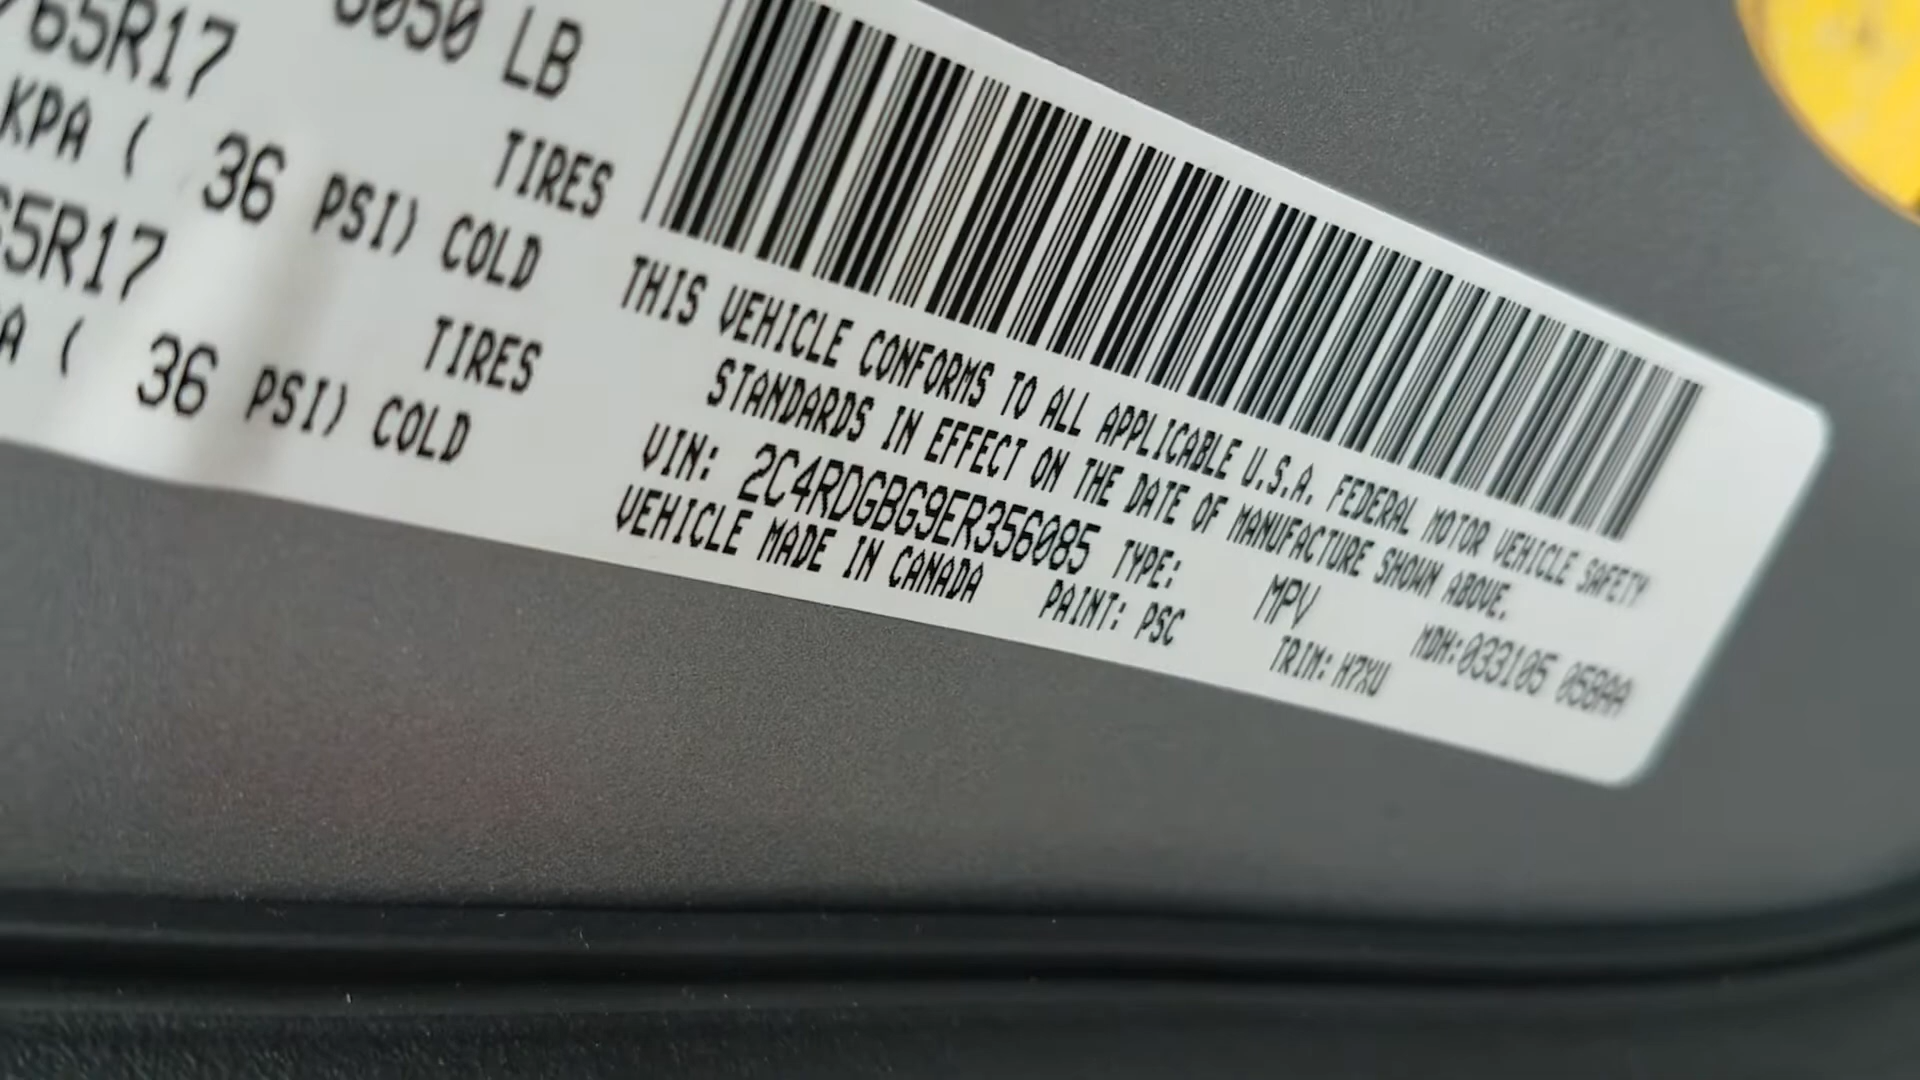 65R17
050 LB
KPA ( 36 PSI) COLD
TIRES
65R17
A ( 36 PSI) COLD
TIRES
THIS VEHICLE CONFORMS TO ALL APPLICABLE U.S.A. FEDERAL MOTOR VEHICLE SAFETY
STANDARDS IN EFFECT ON THE DATE OF MANUFACTURE SHOWN ABOVE.
VIN: 2C4RDGBG9ER356085 TYPE: MPV MDH:033105 058AA
VEHICLE MADE IN CANADA PAINT: PSC TRIM: H7XU